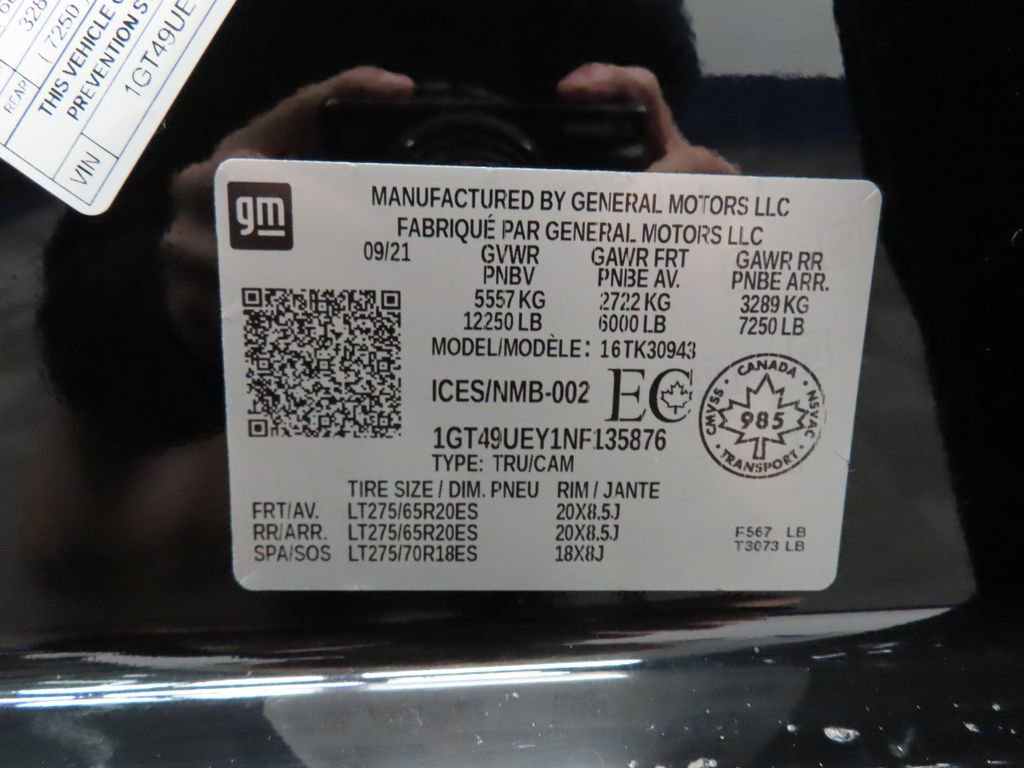 328
REAR
7250
THIS VEHICLE
PREVENTION S
VIN 1GT49UE
gm
MANUFACTURED BY GENERAL MOTORS LLC
FABRIQUÉ PAR GENERAL MOTORS LLC
09/21 GVWR GAWR FRT GAWR RR
PNBV PNBE AV. PNBE ARR.
5557 KG 2722 KG 3289 KG
12250 LB 6000 LB 7250 LB
MODEL/MODÈLE: 16TK30943
ICES/NMB-002 EC
CANADA
CMVSS · NSVAC
985
TRANSPORT
1GT49UEY1NF135876
TYPE: TRU/CAM
TIRE SIZE / DIM. PNEU RIM / JANTE
FRT/AV. LT275/65R20ES 20X8.5J
RR/ARR. LT275/65R20ES 20X8.5J
SPA/SOS LT275/70R18ES 18X8J
F567 LB
T3073 LB